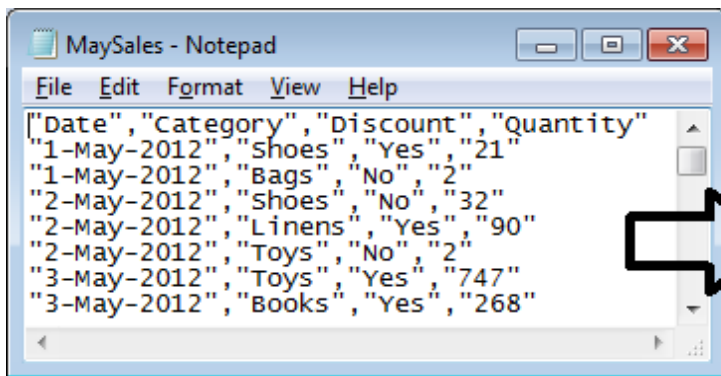 MaySales - Notepad
File Edit Format View Help
"Date","Category","Discount","Quantity"
"1-May-2012","Shoes","Yes","21"
"1-May-2012","Bags","No","2"
"2-May-2012","Shoes","No","32"
"2-May-2012","Linens","Yes","90"
"2-May-2012","Toys","No","2"
"3-May-2012","Toys","Yes","747"
"3-May-2012","Books","Yes","268"